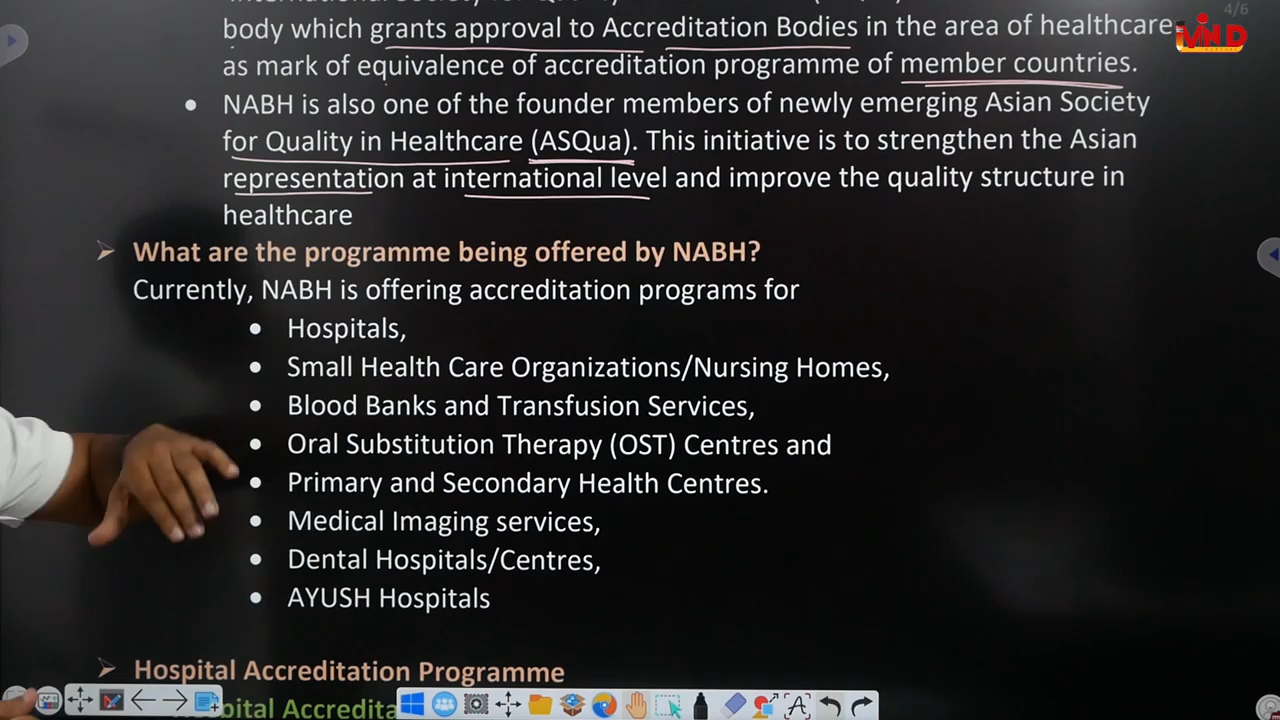 4/6
body which grants approval to Accreditation Bodies in the area of healthcare
as mark of equivalence of accreditation programme of member countries.
• NABH is also one of the founder members of newly emerging Asian Society
for Quality in Healthcare (ASQua). This initiative is to strengthen the Asian
representation at international level and improve the quality structure in
healthcare
➢ What are the programme being offered by NABH?
Currently, NABH is offering accreditation programs for
• Hospitals,
• Small Health Care Organizations/Nursing Homes,
• Blood Banks and Transfusion Services,
• Oral Substitution Therapy (OST) Centres and
• Primary and Secondary Health Centres.
• Medical Imaging services,
• Dental Hospitals/Centres,
• AYUSH Hospitals
➢ Hospital Accreditation Programme